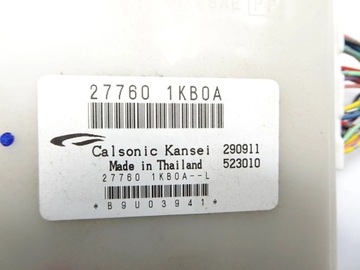 27760 1KB0A
Calsonic Kansei 290911
Made in Thailand 523010
27760 1KB0A--L
*B9U03941*